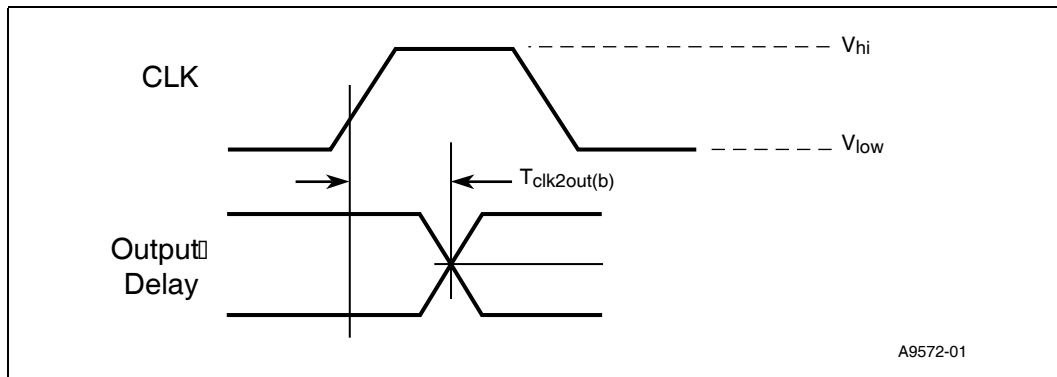 CLK
Vhi
Vlow
Tclk2out(b)
Output
Delay
A9572-01